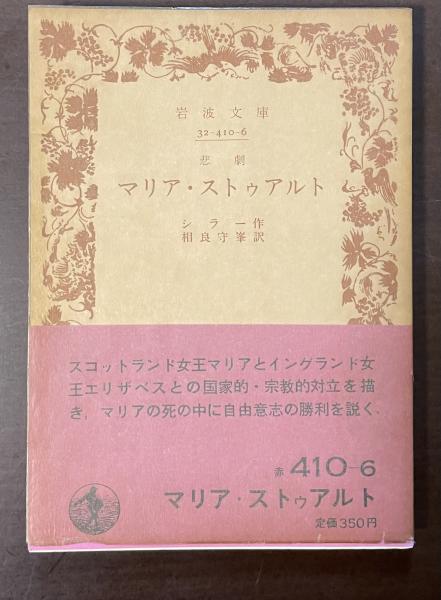 岩波文庫
32-410-6
悲劇
マリア・ストゥアルト
シラー作
相良守峯訳
スコットランド女王マリアとイングランド女
王エリザベスとの国家的・宗教的対立を描
き，マリアの死の中に自由意志の勝利を説く．
赤 410-6
マリア・ストゥアルト
定価350円